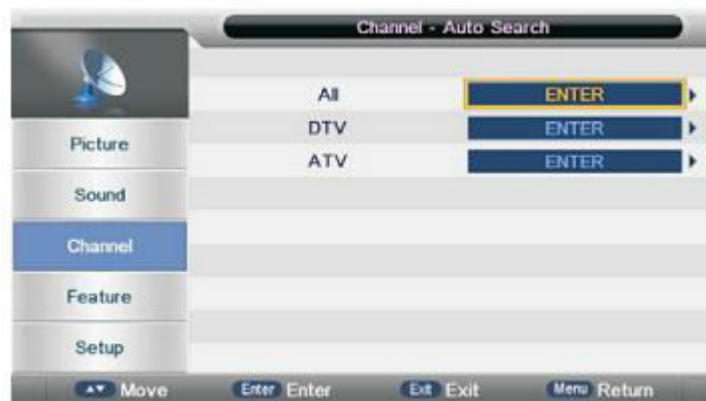 Channel - Auto Search
All ENTER
DTV ENTER
ATV ENTER
Picture
Sound
Channel
Feature
Setup
Move Enter Enter Exit Exit Menu Return